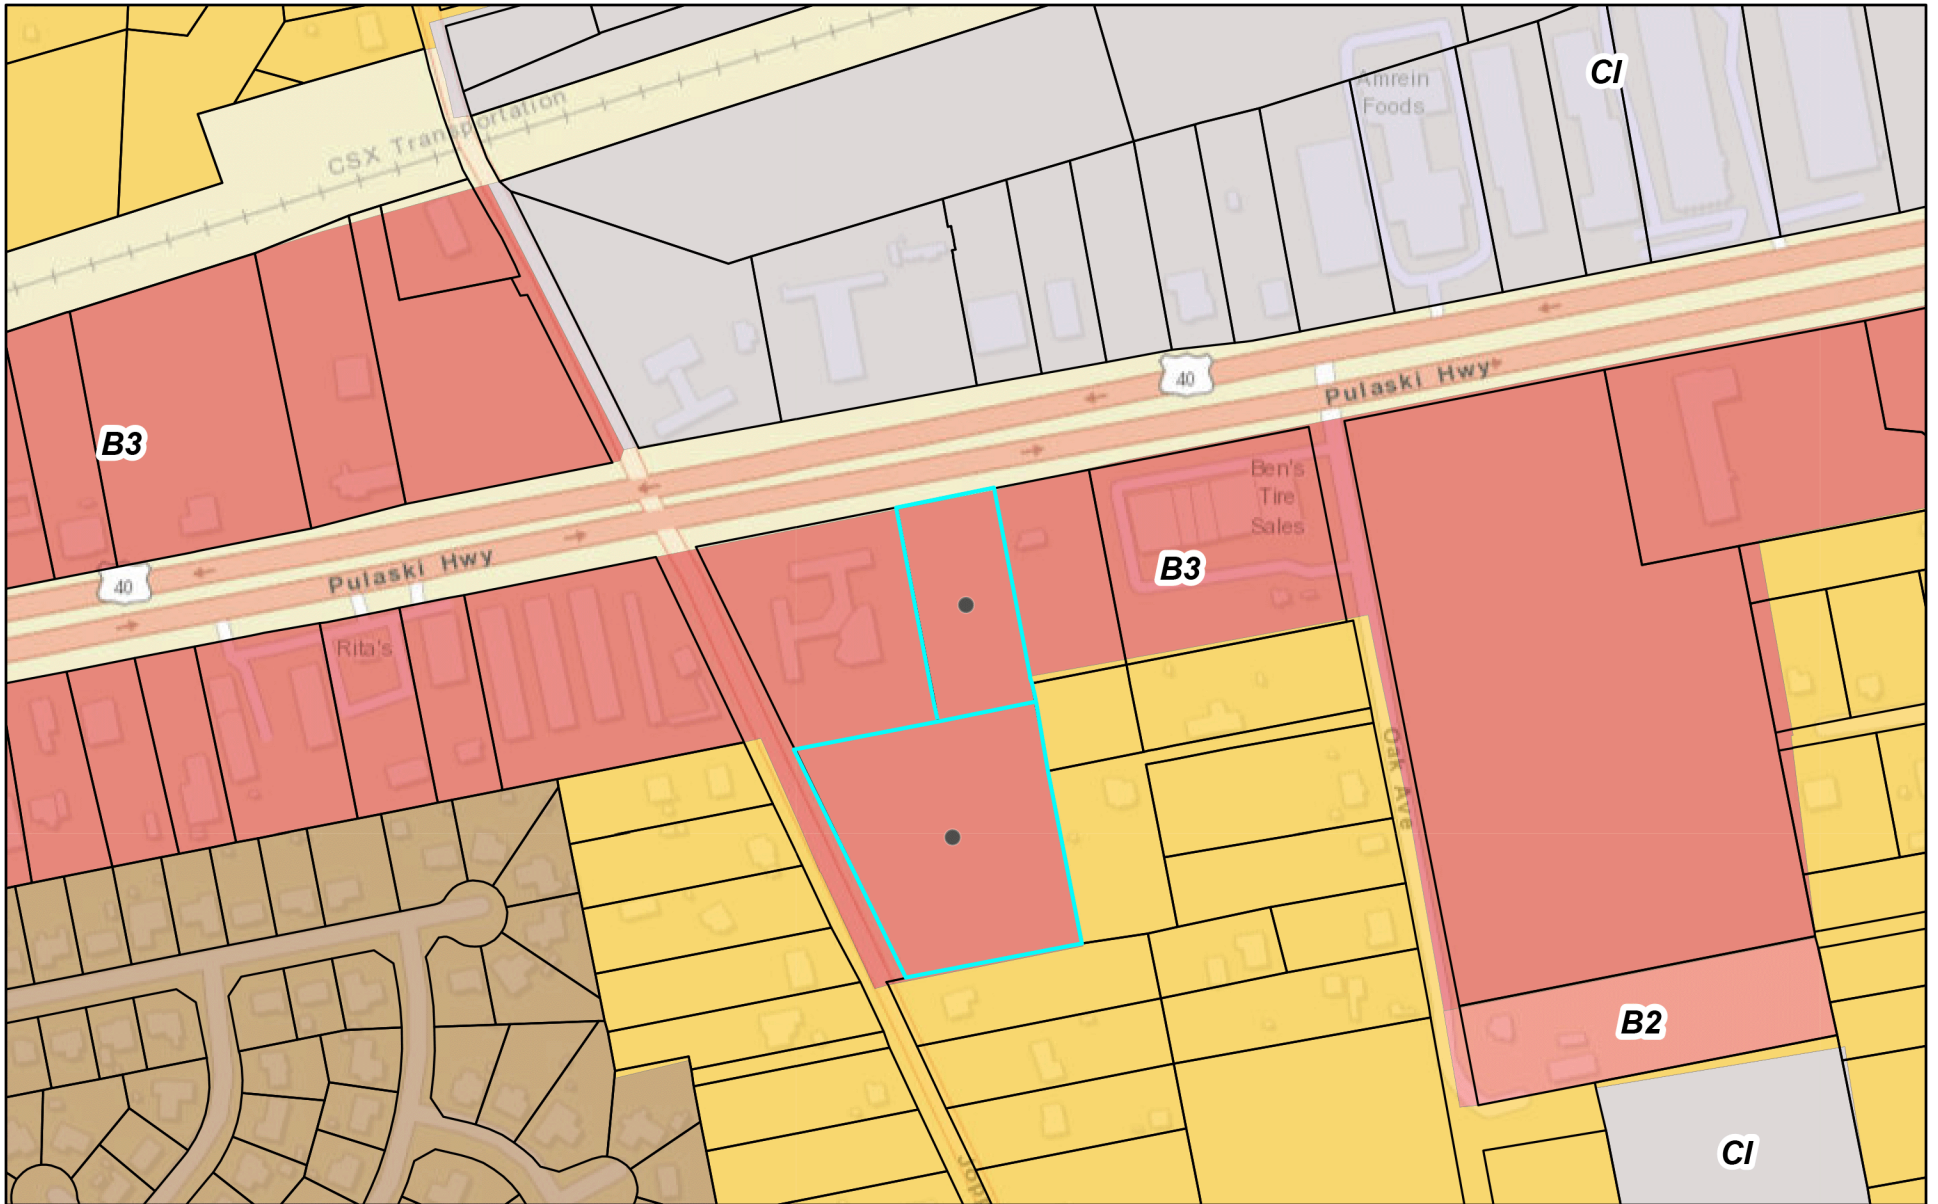 CI
Amrein
Foods
CSX Transportation
40
Pulaski Hwy
B3
Ben's
Tire
Sales
B3
40
Pulaski Hwy
Rita's
Oak Ave
B2
CI